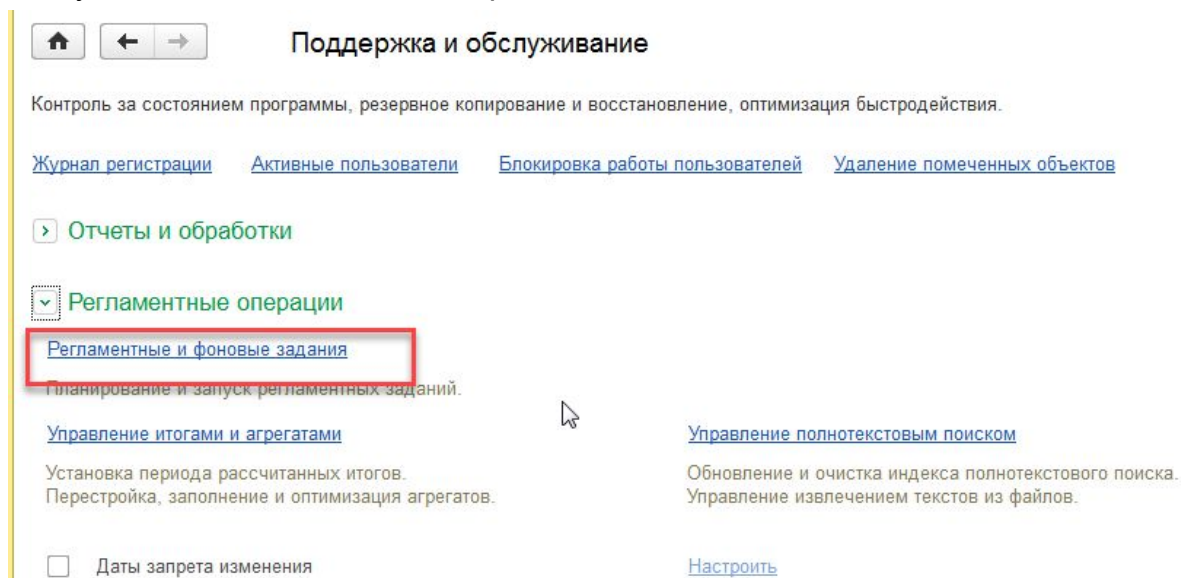 Поддержка и обслуживание
Контроль за состоянием программы, резервное копирование и восстановление, оптимизация быстродействия.
Журнал регистрации Активные пользователи Блокировка работы пользователей Удаление помеченных объектов
Отчеты и обработки
Регламентные операции
Регламентные и фоновые задания
Планирование и запуск регламентных заданий.
Управление итогами и агрегатами Управление полнотекстовым поиском
Установка периода рассчитанных итогов. Обновление и очистка индекса полнотекстового поиска.
Перестройка, заполнение и оптимизация агрегатов. Управление извлечением текстов из файлов.
Даты запрета изменения Настроить